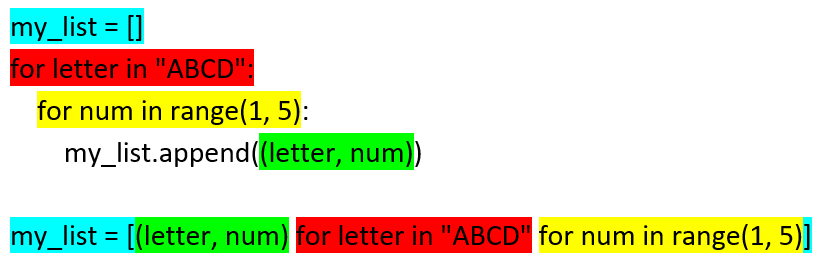 my_list = []
for letter in "ABCD":
    for num in range(1, 5):
        my_list.append((letter, num))
my_list = [(letter, num) for letter in "ABCD" for num in range(1, 5)]